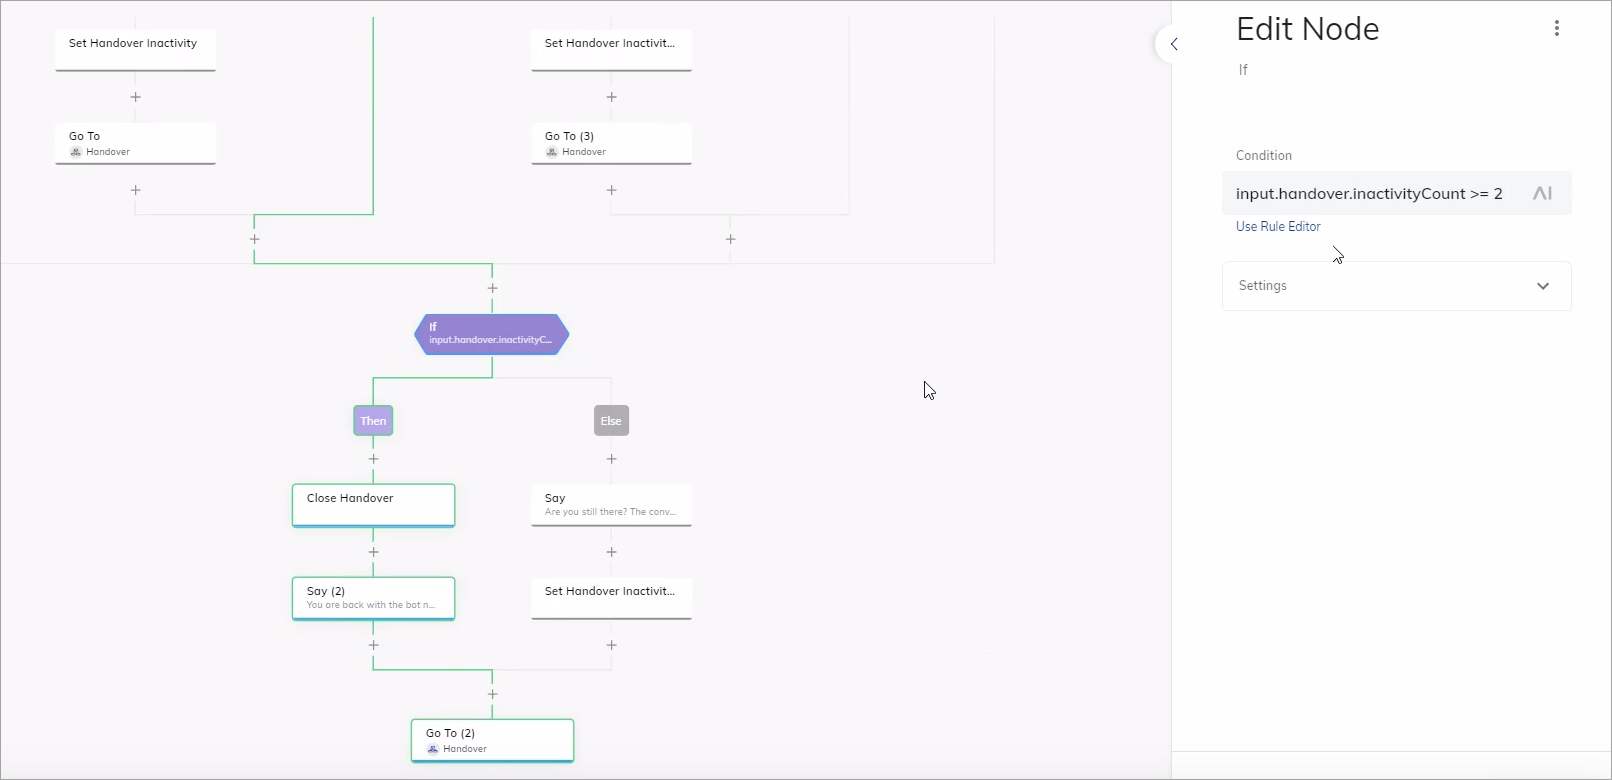 Set Handover Inactivity
Set Handover Inactivit...
Go To
Handover
Go To (3)
Handover
If
input.handover.inactivityC...
Then
Else
Close Handover
Say
Are you still there? The conv...
Say (2)
You are back with the bot n...
Set Handover Inactivit...
Go To (2)
Handover
Edit Node
If
Condition
input.handover.inactivityCount >= 2
AI
Use Rule Editor
Settings